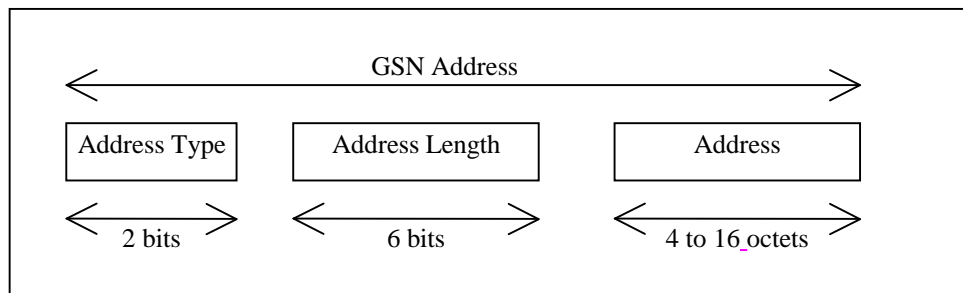 GSN Address
Address Type
Address Length
Address
2 bits
6 bits
4 to 16 octets